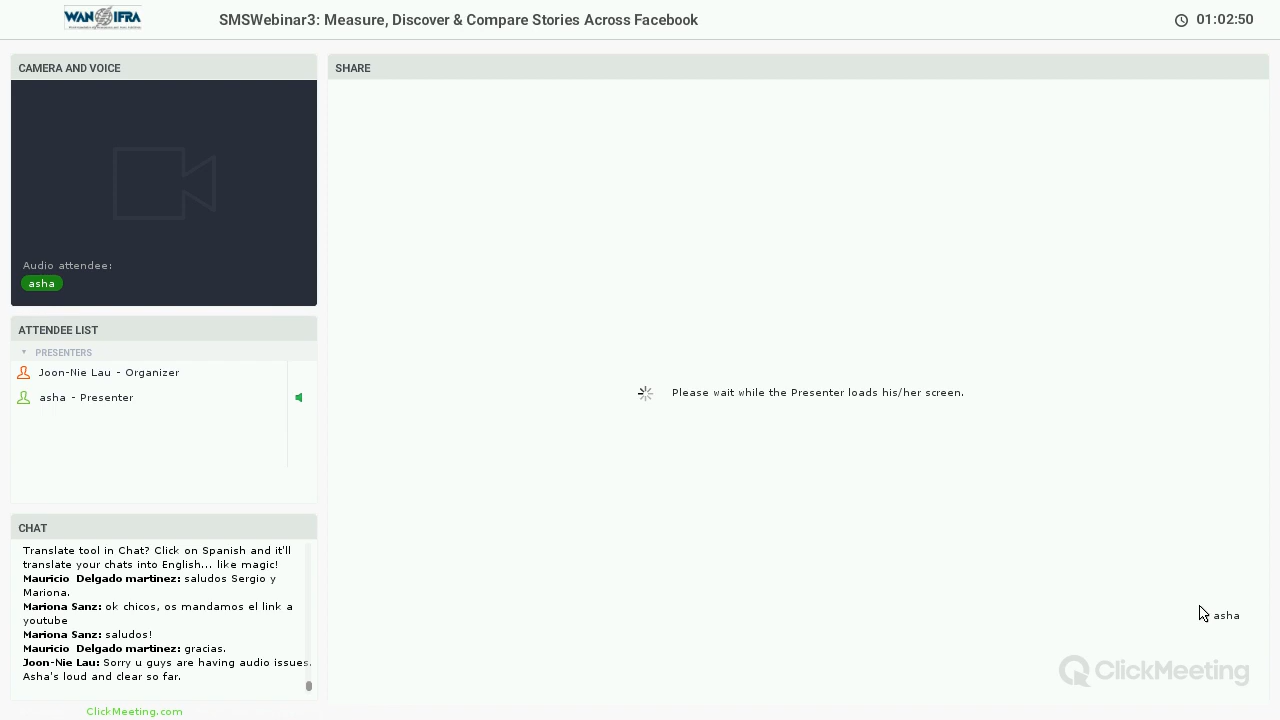 WAN IFRA
SMSWebinar3: Measure, Discover & Compare Stories Across Facebook
01:02:50
CAMERA AND VOICE
Audio attendee:
asha
ATTENDEE LIST
PRESENTERS
Joon-Nie Lau - Organizer
asha - Presenter
CHAT
Translate tool in Chat? Click on Spanish and it'll
translate your chats into English... like magic!
Mauricio Delgado martinez: saludos Sergio y
Mariona.
Mariona Sanz: ok chicos, os mandamos el link a
youtube
Mariona Sanz: saludos!
Mauricio Delgado martinez: gracias.
Joon-Nie Lau: Sorry u guys are having audio issues.
Asha's loud and clear so far.
ClickMeeting.com
SHARE
Please wait while the Presenter loads his/her screen.
asha
ClickMeeting